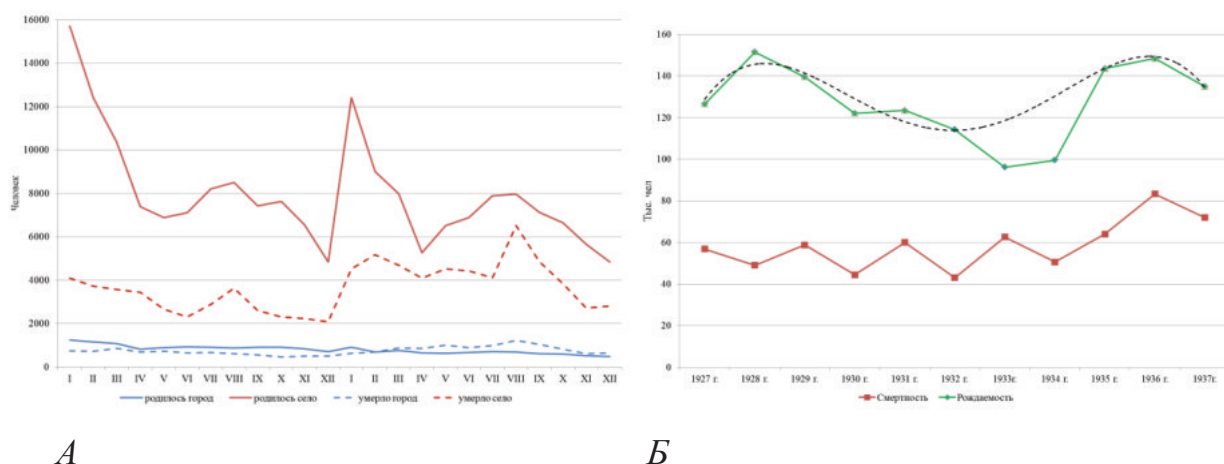 16000
14000
12000
10000
8000
6000
4000
2000
0
Человек
I II III IV V VI VII VIII IX X XI XII I II III IV V VI VII VIII IX X XI XII
родилось город родилось село умерло город умерло село
А
160
140
120
100
80
60
40
20
0
Тыс. чел
1927 г. 1928 г. 1929 г. 1930 г. 1931 г. 1932 г. 1933г. 1934 г. 1935 г. 1936 г. 1937г.
Смертность Рождаемость
Б